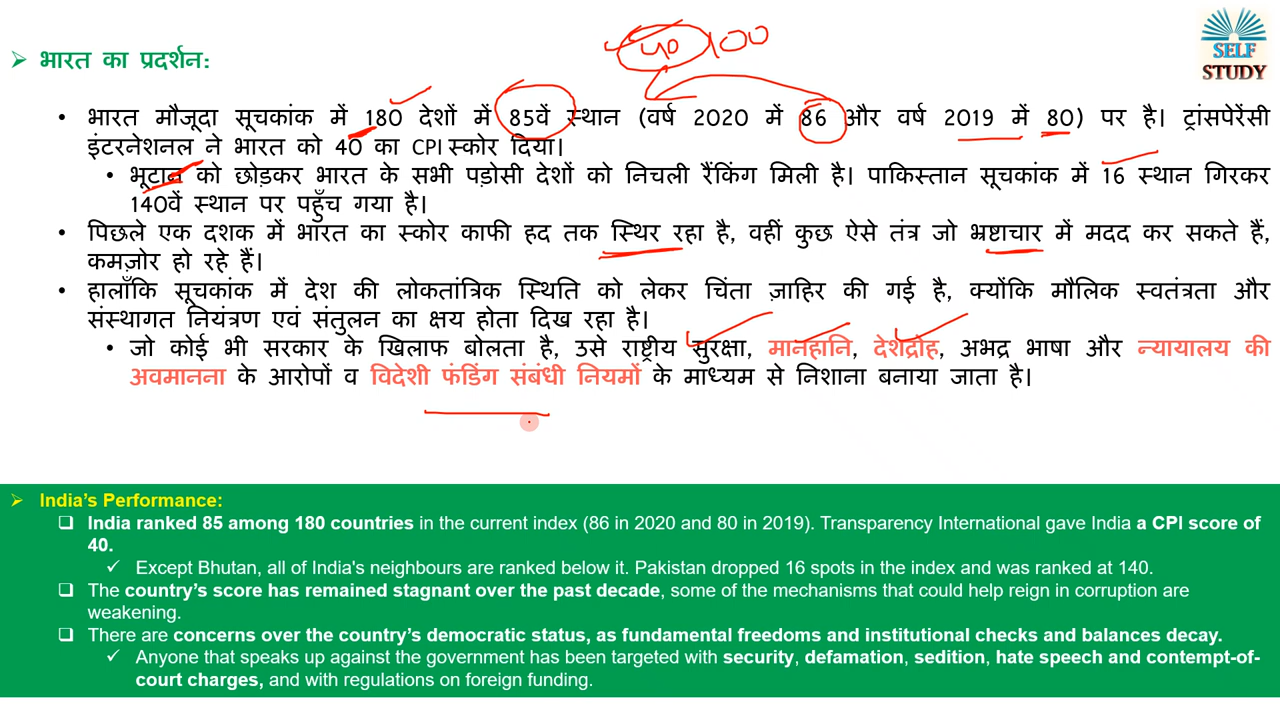 SELF
STUDY
40/100
➢ भारत का प्रदर्शन:
• भारत मौजूदा सूचकांक में 180 देशों में 85वें स्थान (वर्ष 2020 में 86 और वर्ष 2019 में 80) पर है। ट्रांसपेरेंसी
इंटरनेशनल ने भारत को 40 का CPI स्कोर दिया।
• भूटान को छोड़कर भारत के सभी पड़ोसी देशों को निचली रैंकिंग मिली है। पाकिस्तान सूचकांक में 16 स्थान गिरकर
140वें स्थान पर पहुँच गया है।
• पिछले एक दशक में भारत का स्कोर काफी हद तक स्थिर रहा है, वहीं कुछ ऐसे तंत्र जो भ्रष्टाचार में मदद कर सकते हैं,
कमज़ोर हो रहे हैं।
• हालाँकि सूचकांक में देश की लोकतांत्रिक स्थिति को लेकर चिंता ज़ाहिर की गई है, क्योंकि मौलिक स्वतंत्रता और
संस्थागत नियंत्रण एवं संतुलन का क्षय होता दिख रहा है।
• जो कोई भी सरकार के खिलाफ बोलता है, उसे राष्ट्रीय सुरक्षा, मानहानि, देशद्रोह, अभद्र भाषा और न्यायालय की
अवमानना के आरोपों व विदेशी फंडिंग संबंधी नियमों के माध्यम से निशाना बनाया जाता है।
➢ India's Performance:
❑ India ranked 85 among 180 countries in the current index (86 in 2020 and 80 in 2019). Transparency International gave India a CPI score of
40.
✓ Except Bhutan, all of India's neighbours are ranked below it. Pakistan dropped 16 spots in the index and was ranked at 140.
❑ The country's score has remained stagnant over the past decade, some of the mechanisms that could help reign in corruption are
weakening.
❑ There are concerns over the country's democratic status, as fundamental freedoms and institutional checks and balances decay.
✓ Anyone that speaks up against the government has been targeted with security, defamation, sedition, hate speech and contempt-of-
court charges, and with regulations on foreign funding.